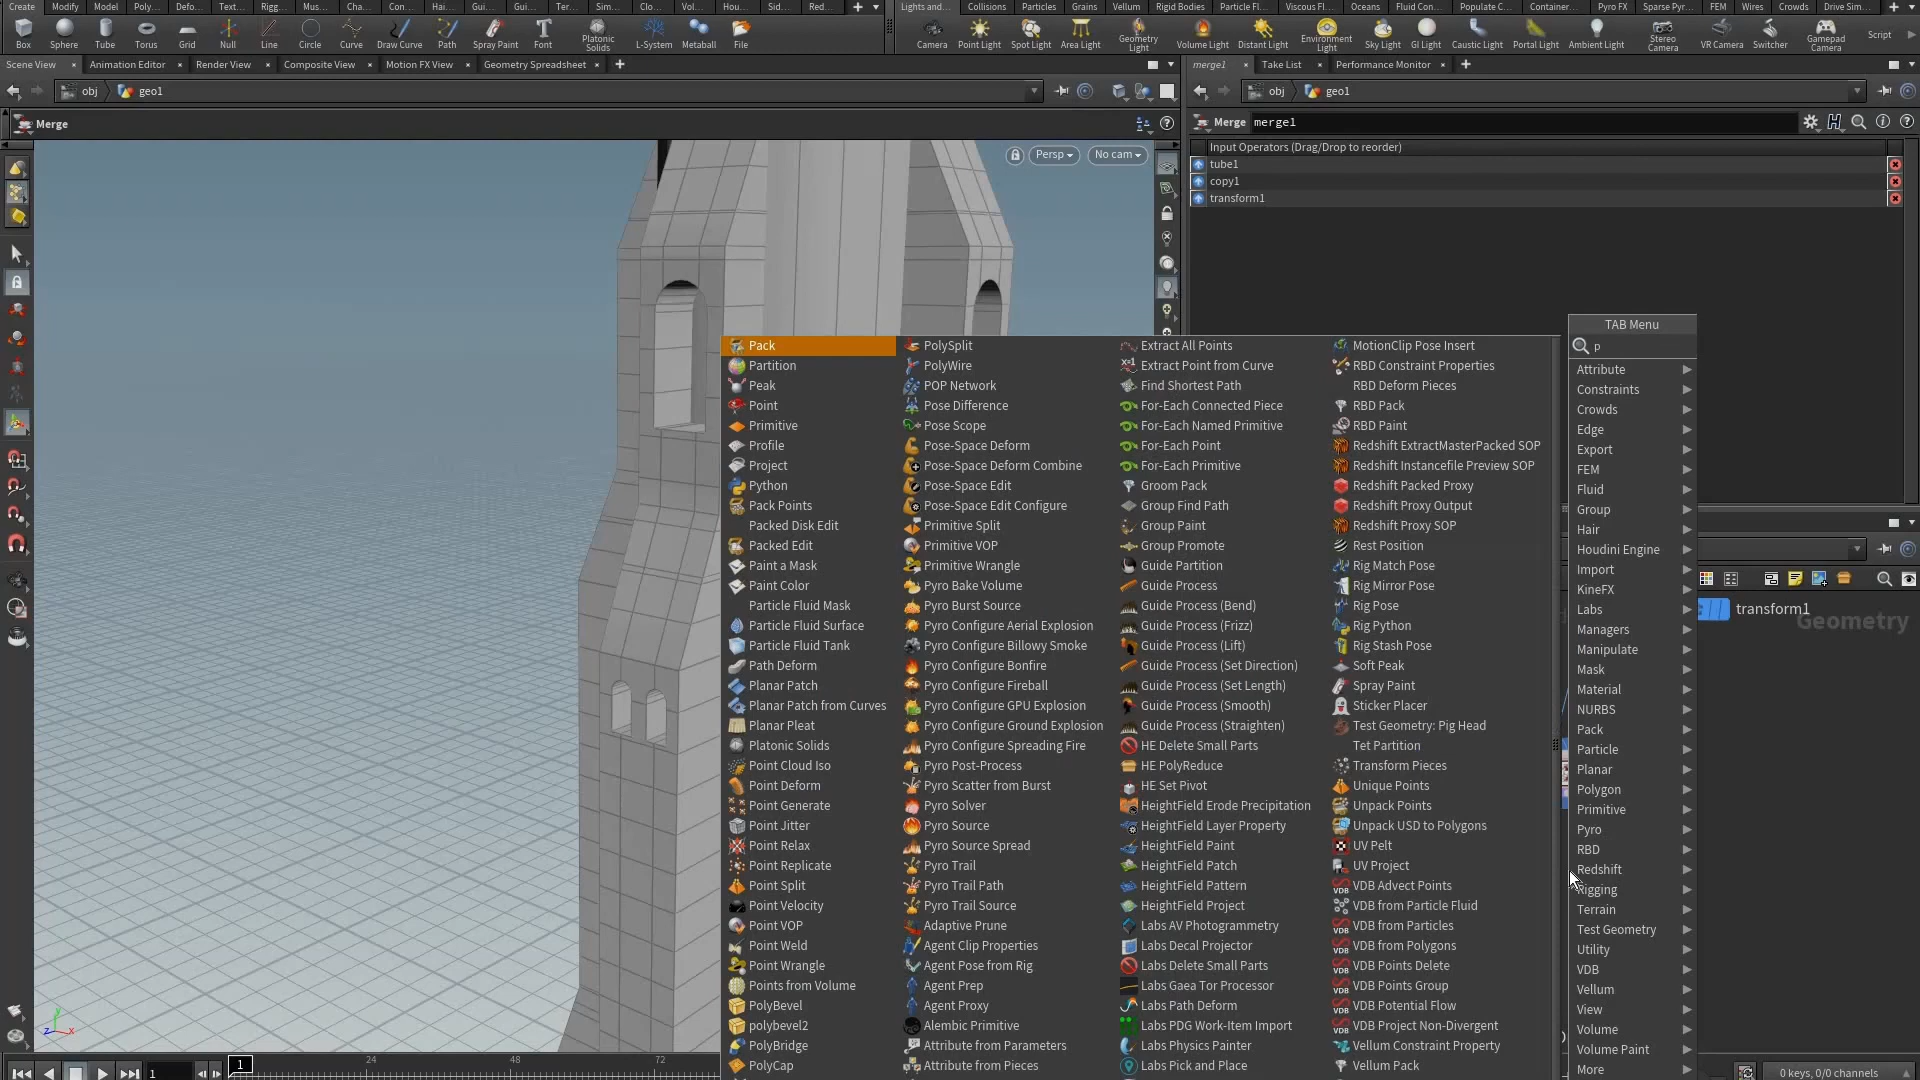 Create Modify Model Poly... Defo... Text... Rigg... Mus... Cha... Con... Hai... Gui... Gui... Ter... Sim... Clo... Vol... Hou... Sid... Red...
Lights and... Collisions Particles Grains Vellum Rigid Bodies Particle Fl... Viscous Fl... Oceans Fluid Con... Populate C... Container... Pyro FX Sparse Pyr... FEM Wires Crowds Drive Sim...
Box Sphere Tube Torus Grid Null Line Circle Curve Draw Curve Path Spray Paint Font Platonic Solids L-System Metaball File
Camera Point Light Spot Light Area Light Geometry Light Volume Light Distant Light Environment Light Sky Light GI Light Caustic Light Portal Light Ambient Light Stereo Camera VR Camera Switcher Gamepad Camera Script
Scene View Animation Editor Render View Composite View Motion FX View Geometry Spreadsheet
merge1 Take List Performance Monitor
obj geo1
obj geo1
Merge
Merge merge1
Persp No cam
Input Operators (Drag/Drop to reorder)
tube1
copy1
transform1
TAB Menu
p
Pack
Partition
Peak
Point
Primitive
Profile
Project
Python
Pack Points
Packed Disk Edit
Packed Edit
Paint a Mask
Paint Color
Particle Fluid Mask
Particle Fluid Surface
Particle Fluid Tank
Path Deform
Planar Patch
Planar Patch from Curves
Planar Pleat
Platonic Solids
Point Cloud Iso
Point Deform
Point Generate
Point Jitter
Point Relax
Point Replicate
Point Split
Point Velocity
Point VOP
Point Weld
Point Wrangle
Points from Volume
PolyBevel
polybevel2
PolyBridge
PolyCap
PolySplit
PolyWire
POP Network
Pose Difference
Pose Scope
Pose-Space Deform
Pose-Space Deform Combine
Pose-Space Edit
Pose-Space Edit Configure
Primitive Split
Primitive VOP
Primitive Wrangle
Pyro Bake Volume
Pyro Burst Source
Pyro Configure Aerial Explosion
Pyro Configure Billowy Smoke
Pyro Configure Bonfire
Pyro Configure Fireball
Pyro Configure GPU Explosion
Pyro Configure Ground Explosion
Pyro Configure Spreading Fire
Pyro Post-Process
Pyro Scatter from Burst
Pyro Solver
Pyro Source
Pyro Source Spread
Pyro Trail
Pyro Trail Path
Pyro Trail Source
Adaptive Prune
Agent Clip Properties
Agent Pose from Rig
Agent Prep
Agent Proxy
Alembic Primitive
Attribute from Parameters
Attribute from Pieces
Extract All Points
Extract Point from Curve
Find Shortest Path
For-Each Connected Piece
For-Each Named Primitive
For-Each Point
For-Each Primitive
Groom Pack
Group Find Path
Group Paint
Group Promote
Guide Partition
Guide Process
Guide Process (Bend)
Guide Process (Frizz)
Guide Process (Lift)
Guide Process (Set Direction)
Guide Process (Set Length)
Guide Process (Smooth)
Guide Process (Straighten)
HE Delete Small Parts
HE PolyReduce
HE Set Pivot
HeightField Erode Precipitation
HeightField Layer Property
HeightField Paint
HeightField Patch
HeightField Pattern
HeightField Project
Labs AV Photogrammetry
Labs Decal Projector
Labs Delete Small Parts
Labs Gaea Tor Processor
Labs Path Deform
Labs PDG Work-Item Import
Labs Physics Painter
Labs Pick and Place
MotionClip Pose Insert
RBD Constraint Properties
RBD Deform Pieces
RBD Pack
RBD Paint
Redshift ExtractMasterPacked SOP
Redshift Instancefile Preview SOP
Redshift Packed Proxy
Redshift Proxy Output
Redshift Proxy SOP
Rest Position
Rig Match Pose
Rig Mirror Pose
Rig Pose
Rig Python
Rig Stash Pose
Soft Peak
Spray Paint
Sticker Placer
Test Geometry: Pig Head
Tet Partition
Transform Pieces
Unique Points
Unpack Points
Unpack USD to Polygons
UV Pelt
UV Project
VDB Advect Points
VDB from Particle Fluid
VDB from Particles
VDB from Polygons
VDB Points Delete
VDB Points Group
VDB Potential Flow
VDB Project Non-Divergent
Vellum Constraint Property
Vellum Pack
Attribute
Constraints
Crowds
Edge
Export
FEM
Fluid
Group
Hair
Houdini Engine
Import
KineFX
Labs
Managers
Manipulate
Mask
Material
NURBS
Pack
Particle
Planar
Polygon
Primitive
Pyro
RBD
Redshift
Rigging
Terrain
Test Geometry
Utility
VDB
Vellum
View
Volume
Volume Paint
More
transform1
Geometry
y
z x
1
1 24 48 72
0 keys, 0/0 channels